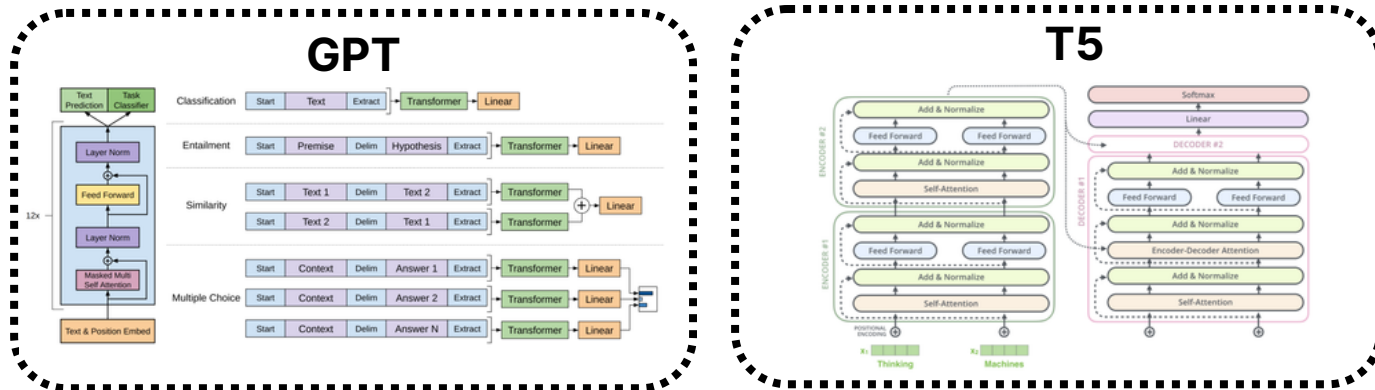 GPT
Text
Prediction
Task
Classifier
12x
Layer Norm
Feed Forward
Layer Norm
Masked Multi
Self Attention
Text & Position Embed
Classification
Start Text Extract Transformer Linear
Entailment
Start Premise Delim Hypothesis Extract Transformer Linear
Similarity
Start Text 1 Delim Text 2 Extract Transformer
Start Text 2 Delim Text 1 Extract Transformer
Linear
Multiple Choice
Start Context Delim Answer 1 Extract Transformer Linear
Start Context Delim Answer 2 Extract Transformer Linear
Start Context Delim Answer N Extract Transformer Linear
T5
ENCODER #2
Add & Normalize
Feed Forward Feed Forward
Add & Normalize
Self-Attention
ENCODER #1
Add & Normalize
Feed Forward Feed Forward
Add & Normalize
Self-Attention
POSITIONAL
ENCODING
x₁ x₂
Thinking Machines
Softmax
Linear
DECODER #2
DECODER #1
Add & Normalize
Feed Forward Feed Forward
Add & Normalize
Encoder-Decoder Attention
Add & Normalize
Self-Attention